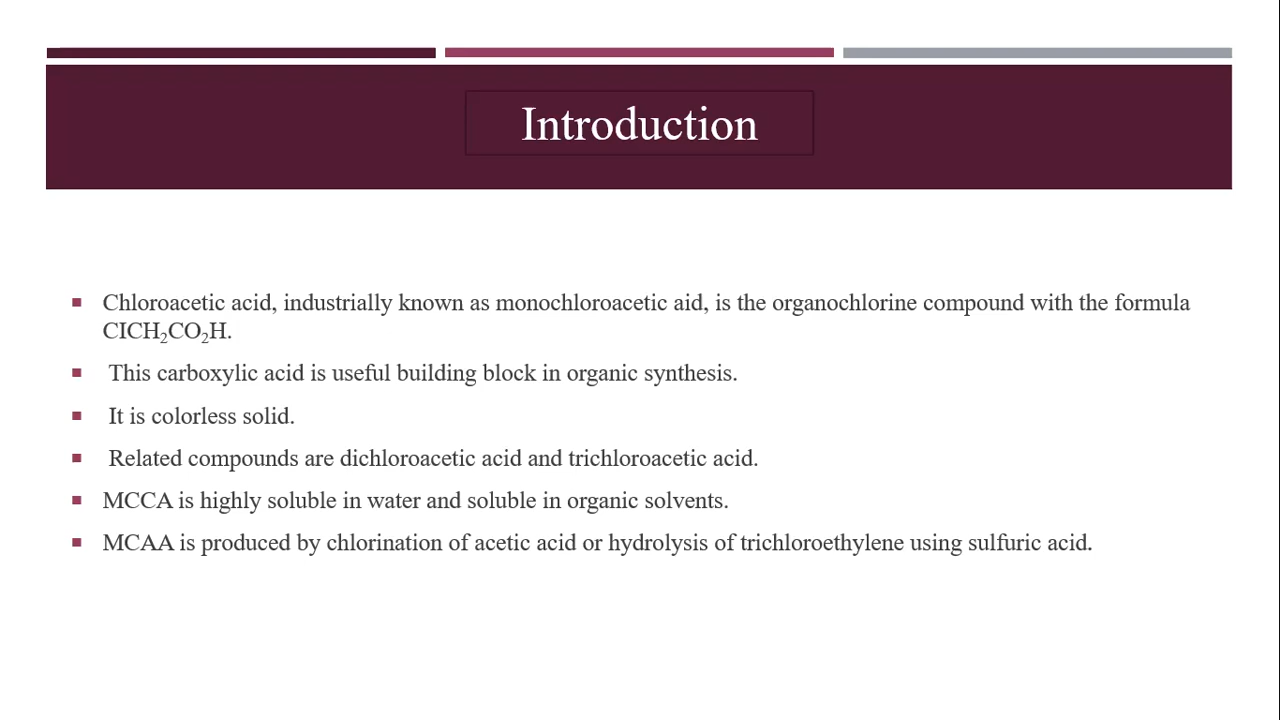 Introduction
■ Chloroacetic acid, industrially known as monochloroacetic aid, is the organochlorine compound with the formula
CICH₂CO₂H.
■ This carboxylic acid is useful building block in organic synthesis.
■ It is colorless solid.
■ Related compounds are dichloroacetic acid and trichloroacetic acid.
■ MCCA is highly soluble in water and soluble in organic solvents.
■ MCAA is produced by chlorination of acetic acid or hydrolysis of trichloroethylene using sulfuric acid.